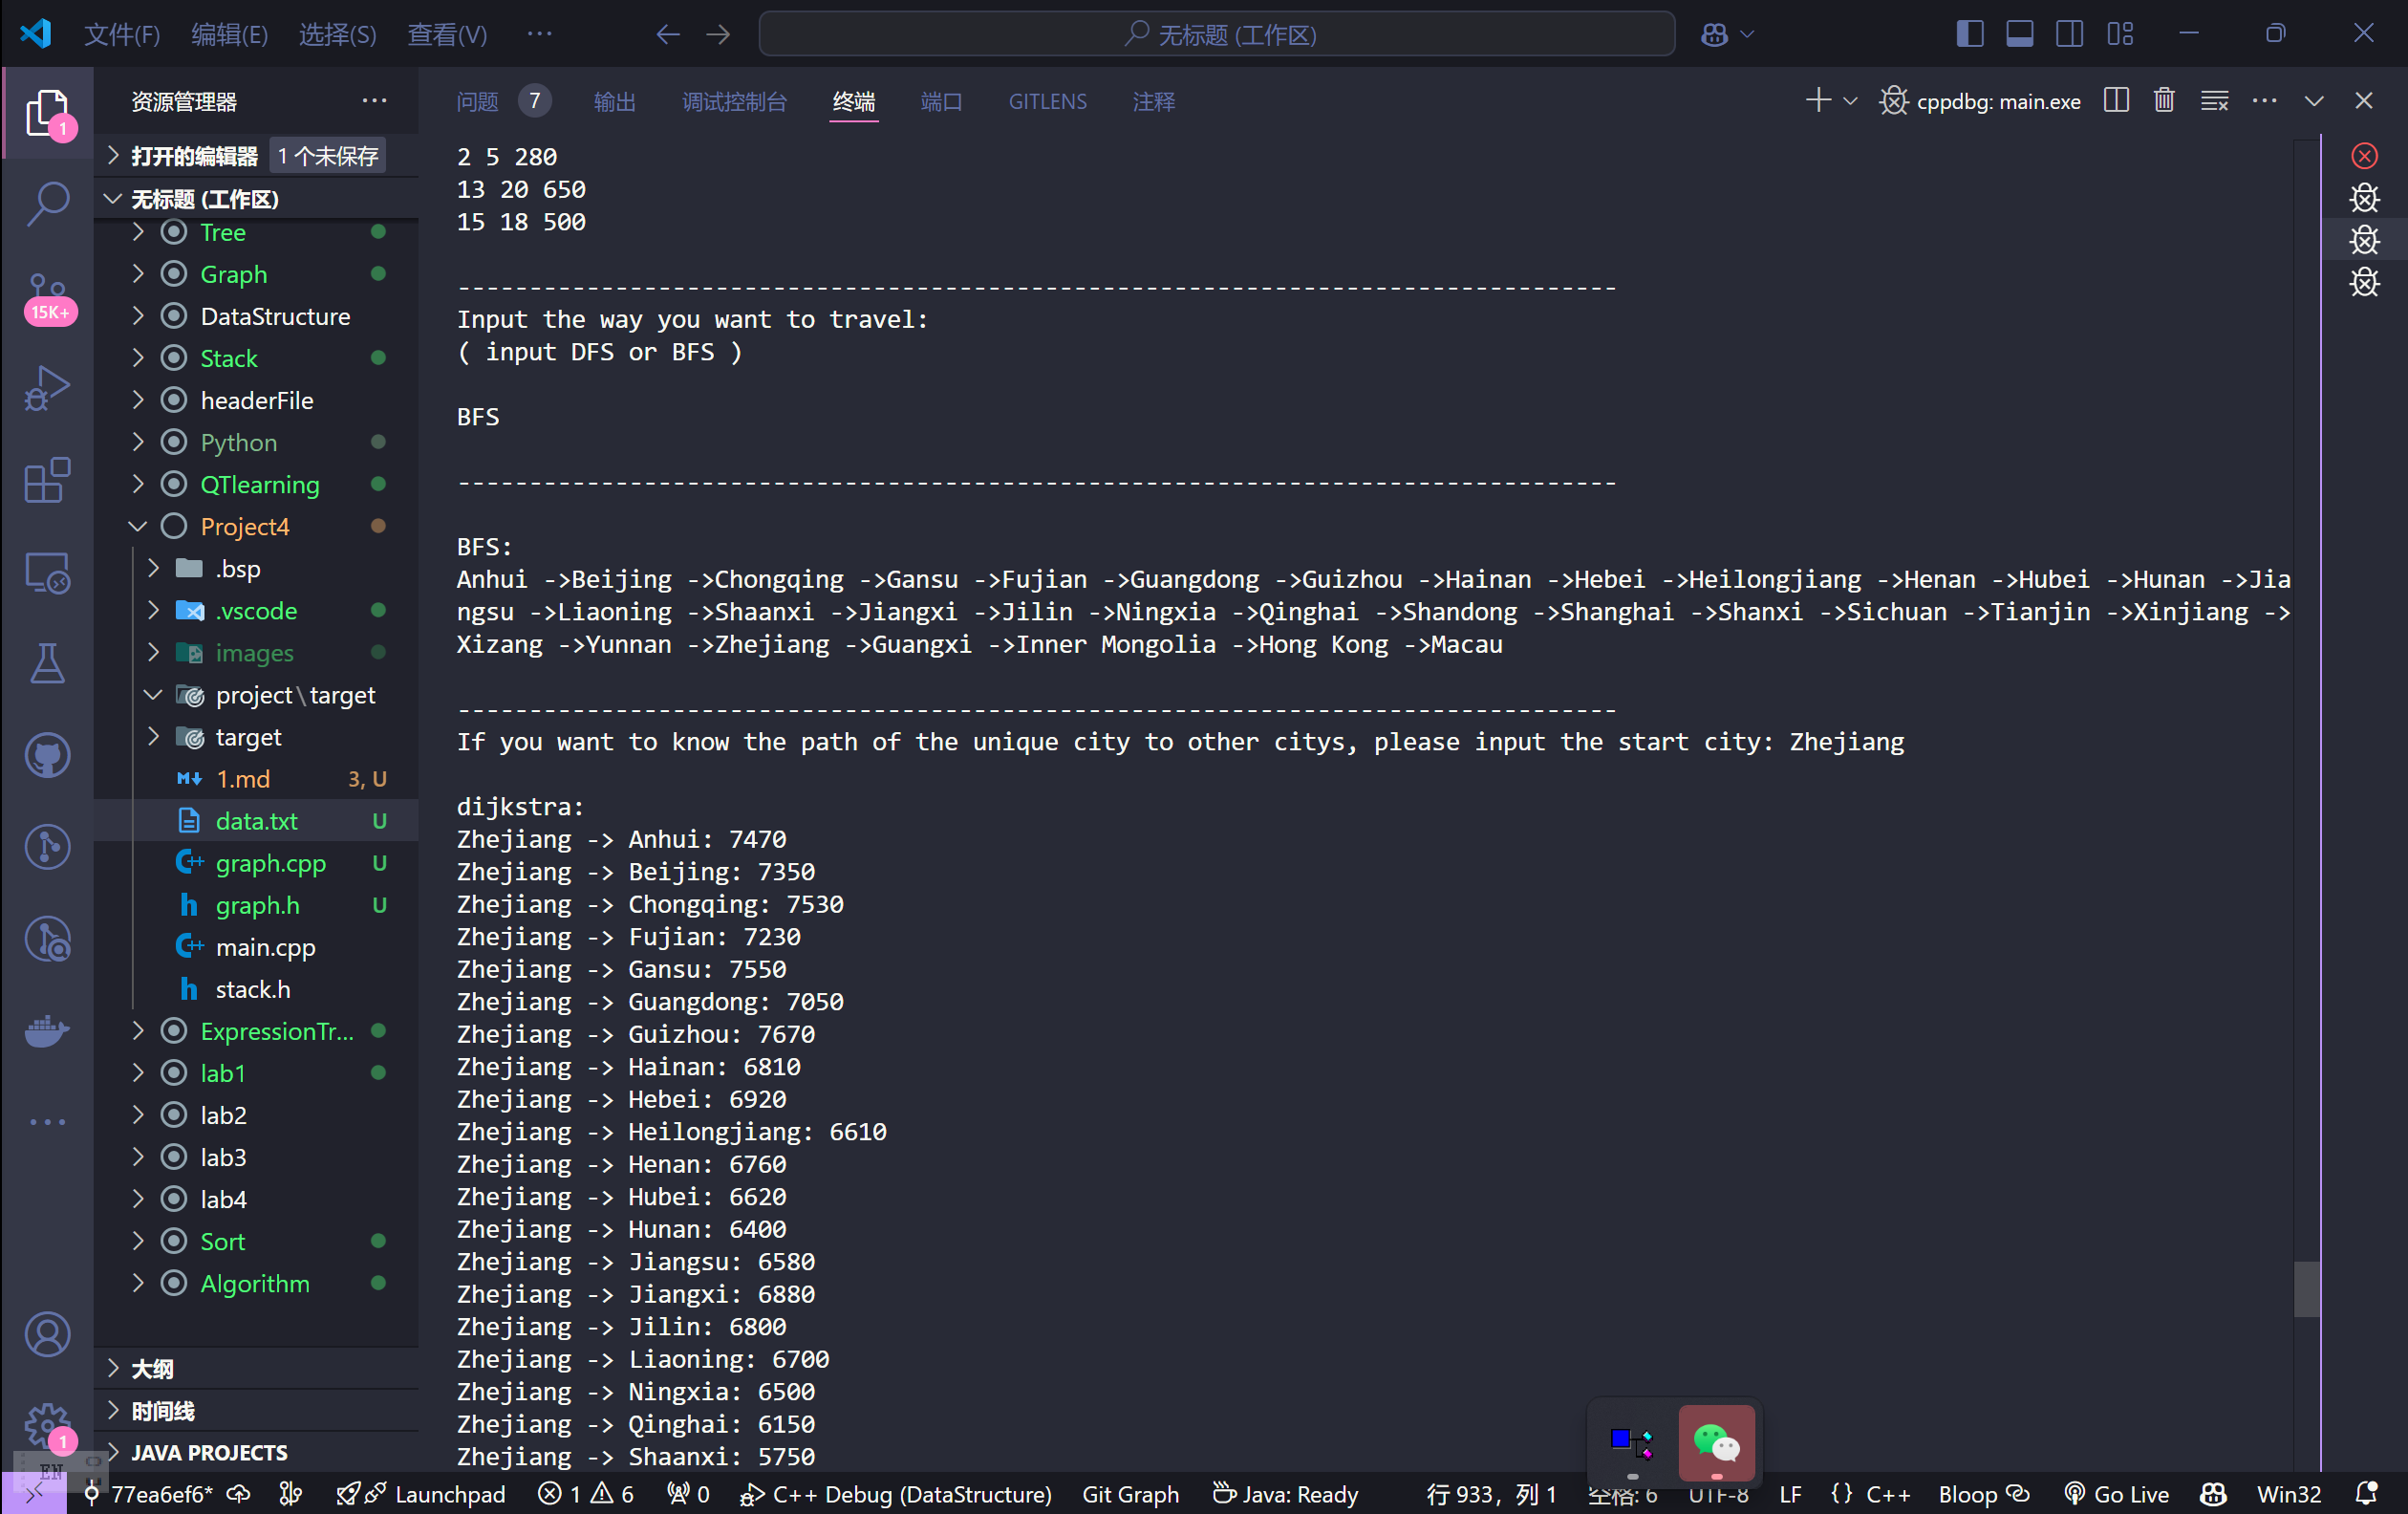 文件(F) 编辑(E) 选择(S) 查看(V) ··· 无标题 (工作区)
资源管理器 ···
问题 7 输出 调试控制台 终端 端口 GITLENS 注释 cppdbg: main.exe
打开的编辑器 1 个未保存
无标题 (工作区)
Tree
Graph
DataStructure
Stack
headerFile
Python
QTlearning
Project4
.bsp
.vscode
images
project\target
target
1.md 3, U
data.txt U
graph.cpp U
graph.h U
main.cpp
stack.h
ExpressionTr...
lab1
lab2
lab3
lab4
Sort
Algorithm
大纲
时间线
JAVA PROJECTS
1
15K+
1
EN
2 5 280
13 20 650
15 18 500
---------------------------------------------------------------------------------
Input the way you want to travel:
( input DFS or BFS )
BFS
---------------------------------------------------------------------------------
BFS:
Anhui ->Beijing ->Chongqing ->Gansu ->Fujian ->Guangdong ->Guizhou ->Hainan ->Hebei ->Heilongjiang ->Henan ->Hubei ->Hunan ->Jia
ngsu ->Liaoning ->Shaanxi ->Jiangxi ->Jilin ->Ningxia ->Qinghai ->Shandong ->Shanghai ->Shanxi ->Sichuan ->Tianjin ->Xinjiang ->
Xizang ->Yunnan ->Zhejiang ->Guangxi ->Inner Mongolia ->Hong Kong ->Macau
---------------------------------------------------------------------------------
If you want to know the path of the unique city to other citys, please input the start city: Zhejiang
dijkstra:
Zhejiang -> Anhui: 7470
Zhejiang -> Beijing: 7350
Zhejiang -> Chongqing: 7530
Zhejiang -> Fujian: 7230
Zhejiang -> Gansu: 7550
Zhejiang -> Guangdong: 7050
Zhejiang -> Guizhou: 7670
Zhejiang -> Hainan: 6810
Zhejiang -> Hebei: 6920
Zhejiang -> Heilongjiang: 6610
Zhejiang -> Henan: 6760
Zhejiang -> Hubei: 6620
Zhejiang -> Hunan: 6400
Zhejiang -> Jiangsu: 6580
Zhejiang -> Jiangxi: 6880
Zhejiang -> Jilin: 6800
Zhejiang -> Liaoning: 6700
Zhejiang -> Ningxia: 6500
Zhejiang -> Qinghai: 6150
Zhejiang -> Shaanxi: 5750
77ea6ef6* Launchpad 1 6 0 C++ Debug (DataStructure) Git Graph Java: Ready 行 933，列 1 空格: 6 UTF-8 LF {} C++ Bloop Go Live Win32